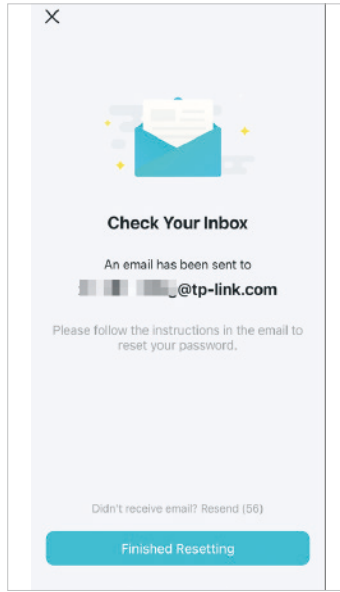 Check Your Inbox
An email has been sent to
@tp-link.com
Please follow the instructions in the email to
reset your password.
Didn't receive email? Resend (56)
Finished Resetting